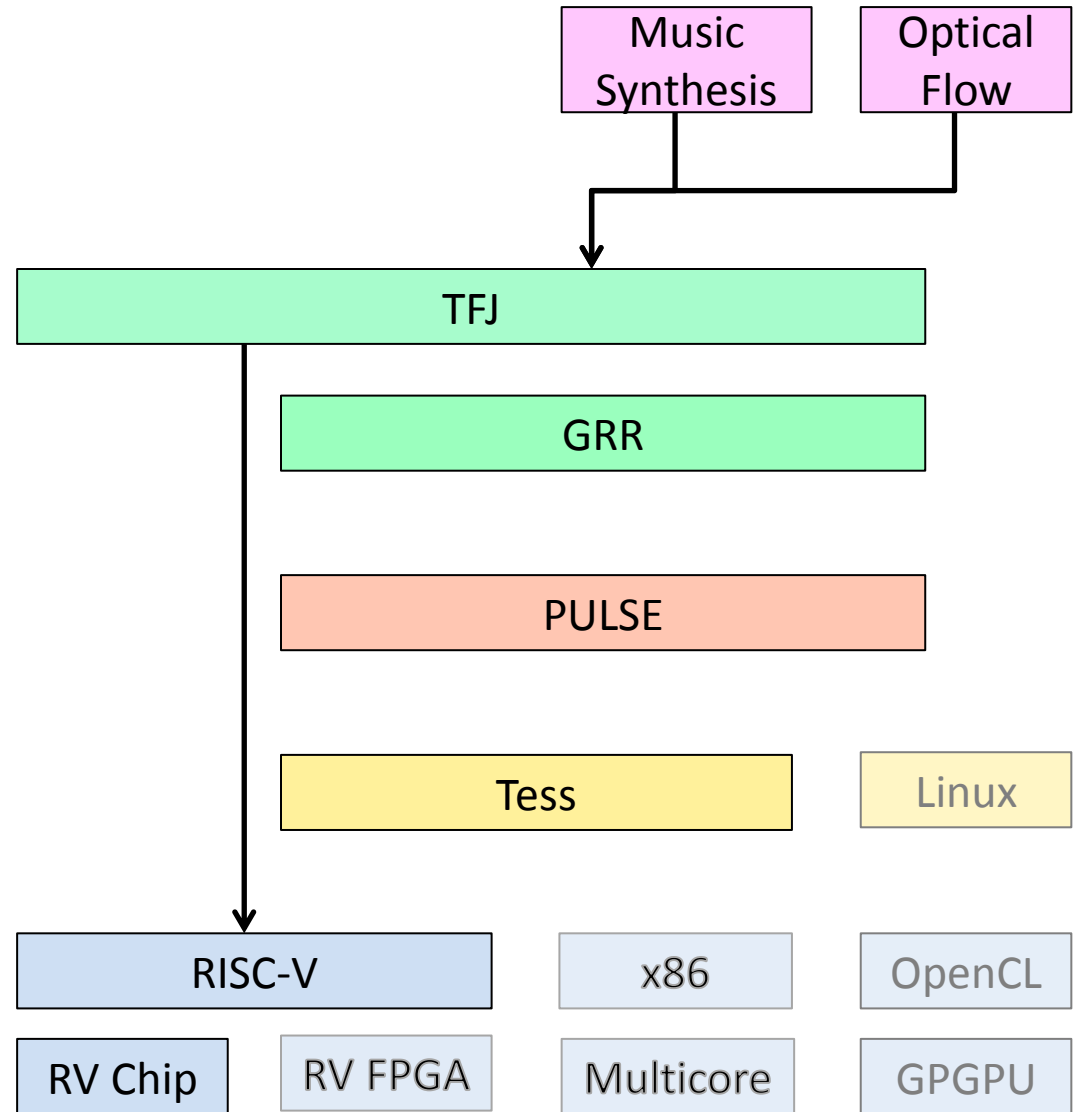 Music
Synthesis
Optical
Flow
TFJ
GRR
PULSE
Tess
Linux
RISC-V
x86
OpenCL
RV Chip
RV FPGA
Multicore
GPGPU